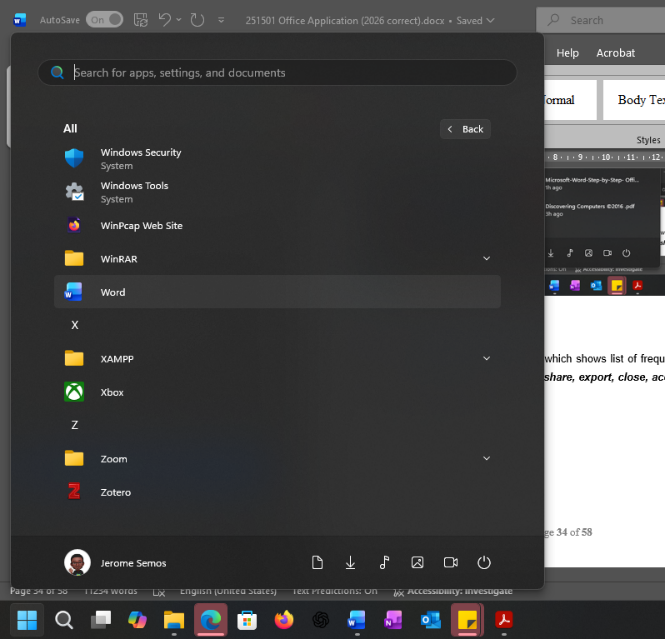 AutoSave On 251501 Office Application (2026 correct).docx • Saved Search
Help Acrobat
Search for apps, settings, and documents
ormal Body Tex
All Back
Styles
Windows Security
System
8 9 10 11 12
Windows Tools
System
Microsoft-Word-Step-by-Step- Offi...
1h ago
Discovering Computers ©2016 .pdf
3h ago
WinPcap Web Site
WinRAR
Word
X
XAMPP
which shows list of frequ
share, export, close, acc
Xbox
Z
Zoom
Zotero
ge 34 of 58
Jerome Semos
Page 34 of 58 11234 words English (United States) Text Predictions: On Accessibility: Investigate